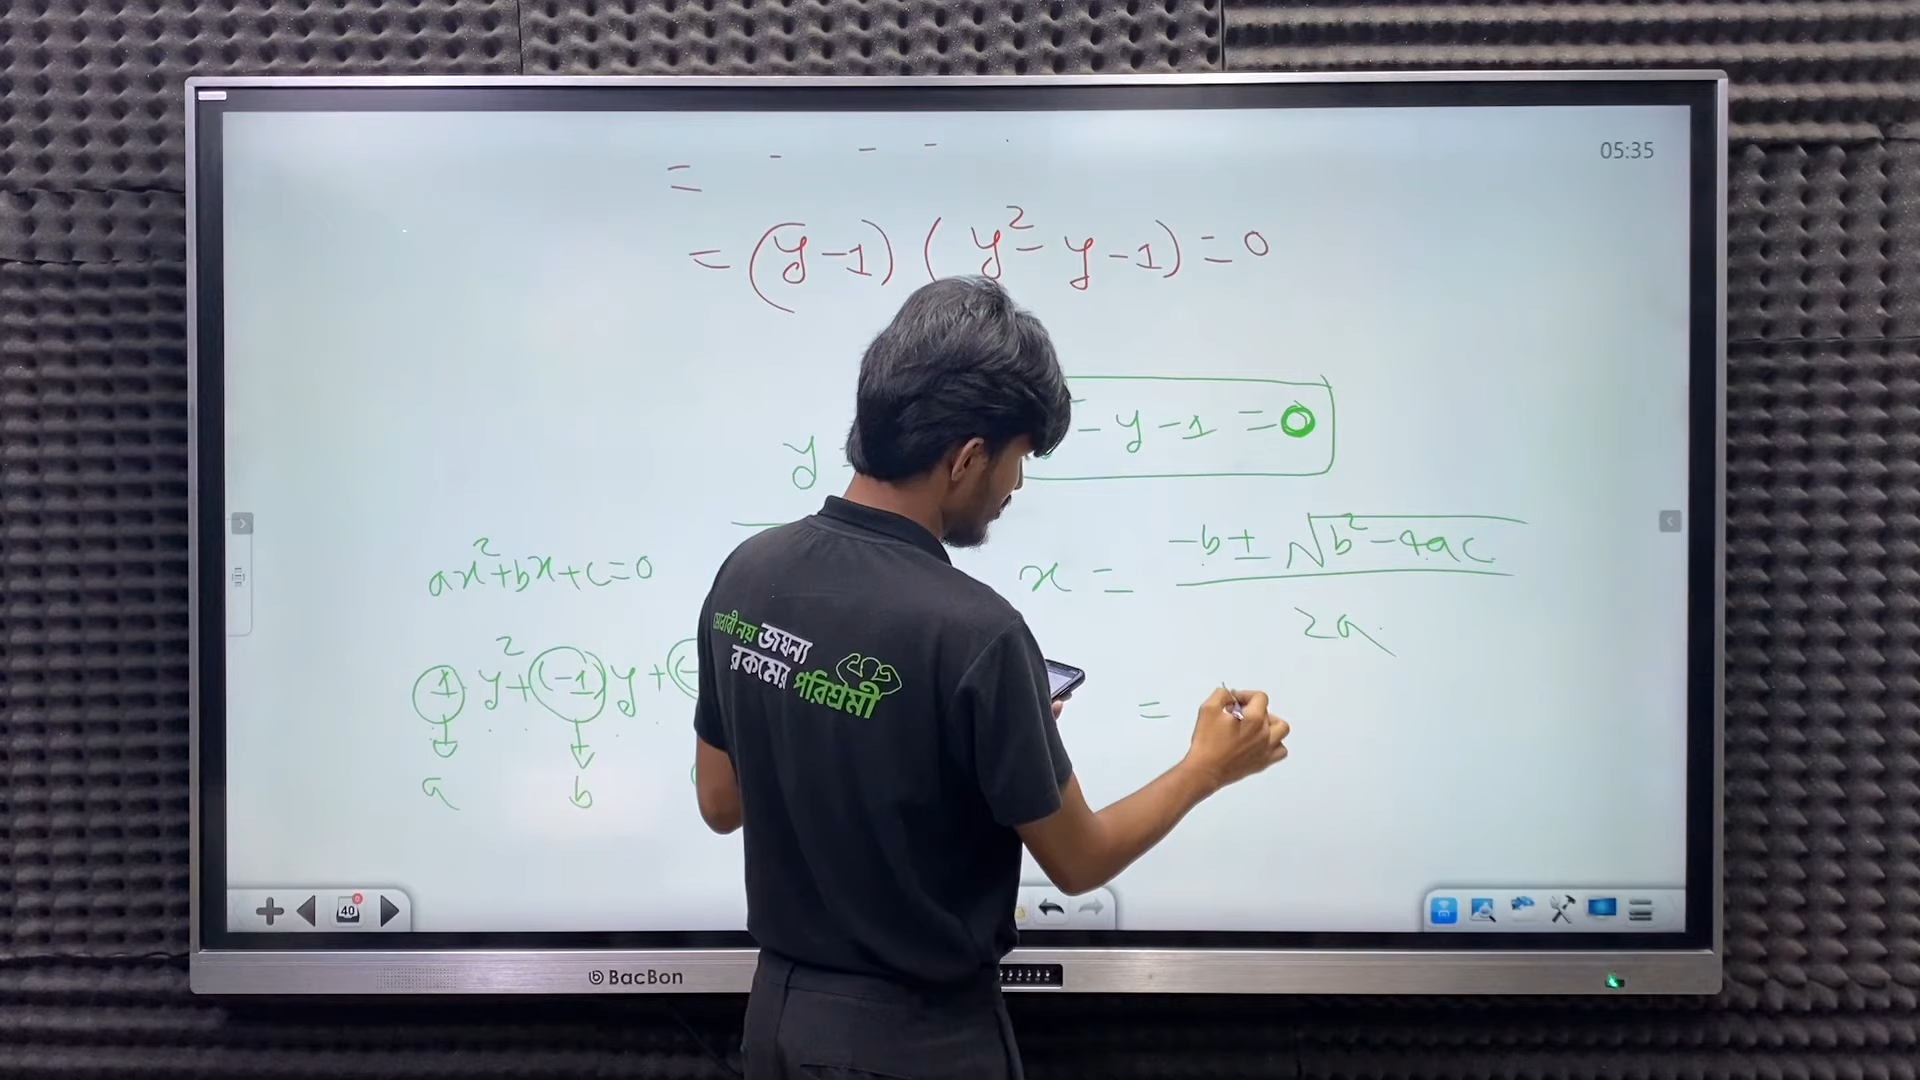 05:35
= - - -
= (y-1) (y² - y -1) = 0
y
- y -1 = 0
ax²+bx+c=0
x = -b ± √b²-4ac
2a
1 y² + (-1) y +
=
a
b
মেধাবী নয় জঘন্য
রকমের পরিশ্রমী
40
BacBon